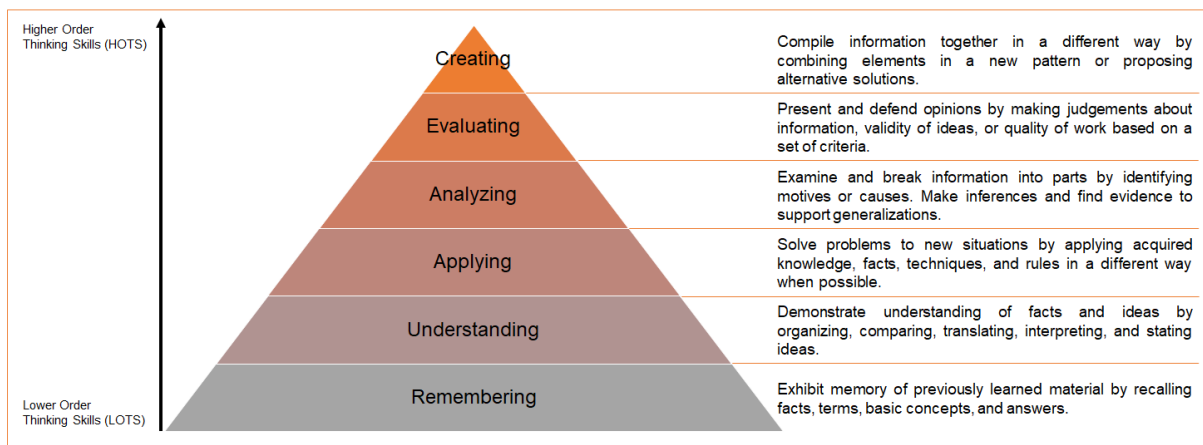 Higher Order
Thinking Skills (HOTS)
Creating
Compile information together in a different way by
combining elements in a new pattern or proposing
alternative solutions.
Evaluating
Present and defend opinions by making judgements about
information, validity of ideas, or quality of work based on a
set of criteria.
Analyzing
Examine and break information into parts by identifying
motives or causes. Make inferences and find evidence to
support generalizations.
Applying
Solve problems to new situations by applying acquired
knowledge, facts, techniques, and rules in a different way
when possible.
Understanding
Demonstrate understanding of facts and ideas by
organizing, comparing, translating, interpreting, and stating
ideas.
Remembering
Exhibit memory of previously learned material by recalling
facts, terms, basic concepts, and answers.
Lower Order
Thinking Skills (LOTS)